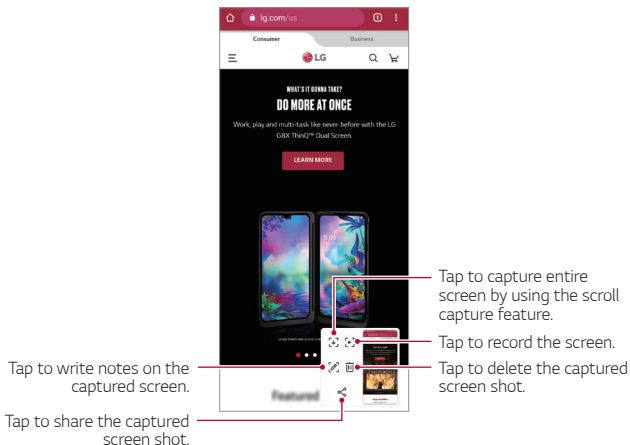 lg.com/us
Consumer
Business
LG
WHAT'S IT GONNA TAKE?
DO MORE AT ONCE
Work, play and multi-task like never before with the LG
G8X ThinQ™ Dual Screen.
LEARN MORE
Featured
Tap to capture entire
screen by using the scroll
capture feature.
Tap to record the screen.
Tap to delete the captured
screen shot.
Tap to write notes on the
captured screen.
Tap to share the captured
screen shot.